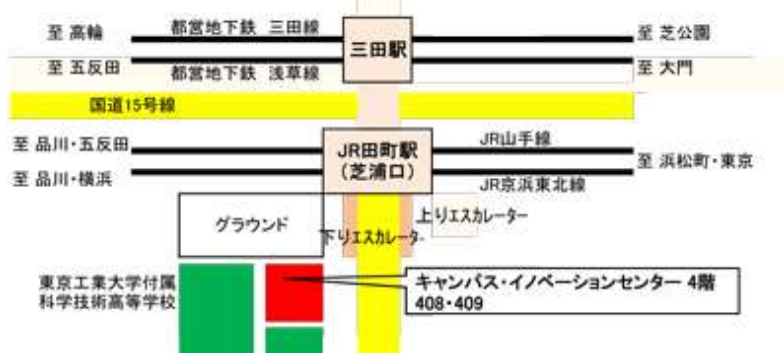 至 高輪
都営地下鉄 三田線
三田駅
至 芝公園
至 五反田
都営地下鉄 浅草線
至 大門
国道15号線
至 品川・五反田
JR田町駅
(芝浦口)
JR山手線
至 浜松町・東京
至 品川・横浜
JR京浜東北線
グラウンド
下りエスカレーター
上りエスカレーター
東京工業大学付属
科学技術高等学校
キャンパス・イノベーションセンター 4階
408・409